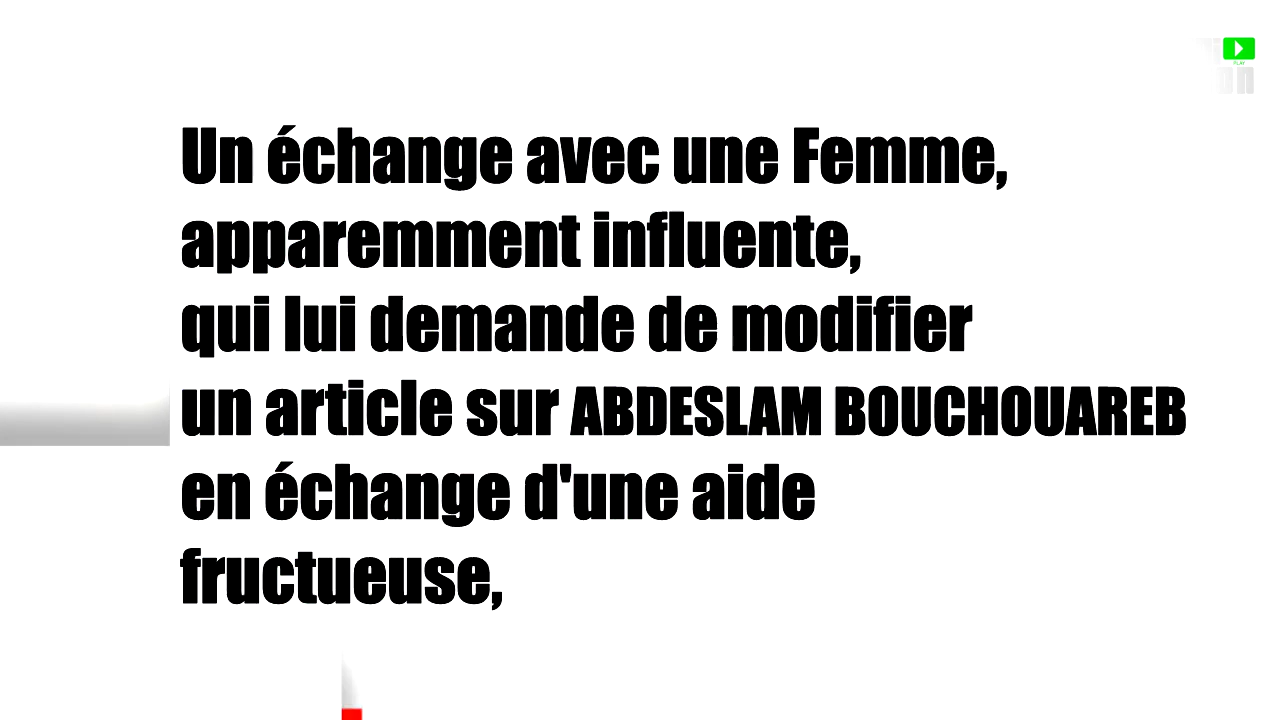 Un échange avec une Femme,
apparemment influente,
qui lui demande de modifier
un article sur ABDESLAM BOUCHOUAREB
en échange d'une aide
fructueuse,